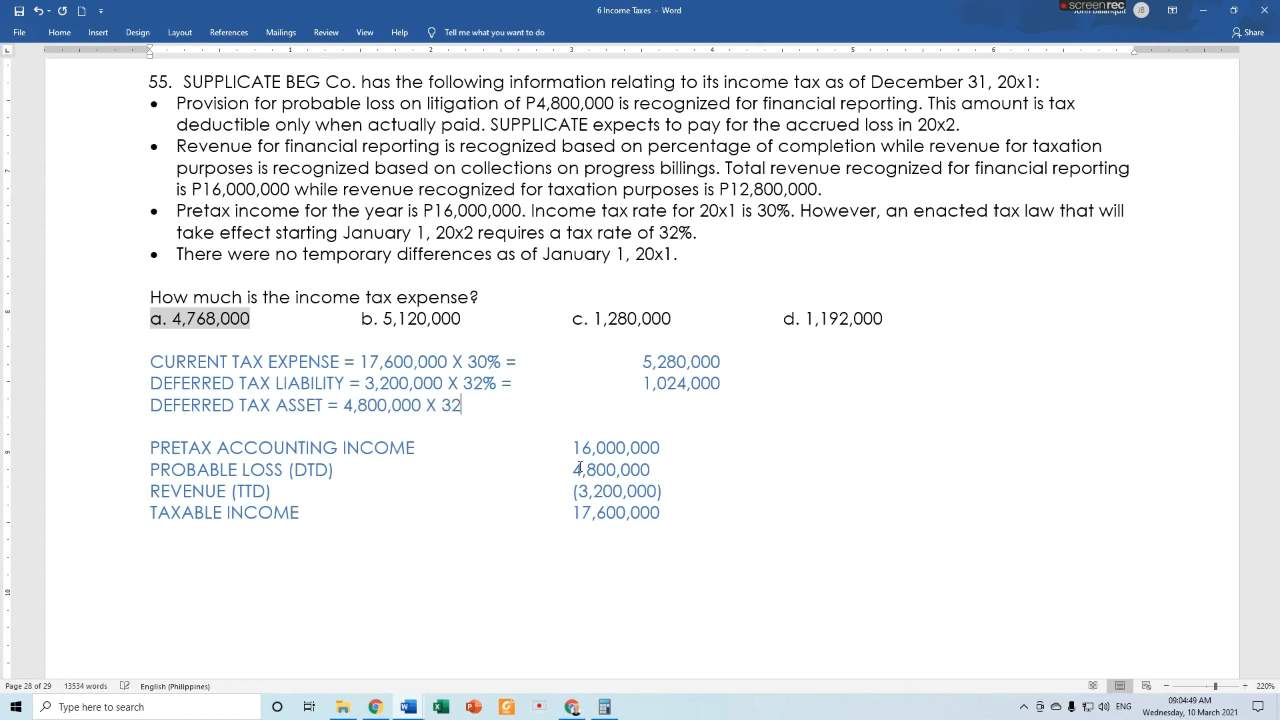 6 Income Taxes - Word
screenrec
JB
File Home Insert Design Layout References Mailings Review View Help Tell me what you want to do Share
55. SUPPLICATE BEG Co. has the following information relating to its income tax as of December 31, 20x1:
• Provision for probable loss on litigation of P4,800,000 is recognized for financial reporting. This amount is tax
deductible only when actually paid. SUPPLICATE expects to pay for the accrued loss in 20x2.
• Revenue for financial reporting is recognized based on percentage of completion while revenue for taxation
purposes is recognized based on collections on progress billings. Total revenue recognized for financial reporting
is P16,000,000 while revenue recognized for taxation purposes is P12,800,000.
• Pretax income for the year is P16,000,000. Income tax rate for 20x1 is 30%. However, an enacted tax law that will
take effect starting January 1, 20x2 requires a tax rate of 32%.
• There were no temporary differences as of January 1, 20x1.
How much is the income tax expense?
a. 4,768,000 b. 5,120,000 c. 1,280,000 d. 1,192,000
CURRENT TAX EXPENSE = 17,600,000 X 30% = 5,280,000
DEFERRED TAX LIABILITY = 3,200,000 X 32% = 1,024,000
DEFERRED TAX ASSET = 4,800,000 X 32
PRETAX ACCOUNTING INCOME 16,000,000
PROBABLE LOSS (DTD) 4,800,000
REVENUE (TTD) (3,200,000)
TAXABLE INCOME 17,600,000
Page 28 of 29 13534 words English (Philippines) 220%
Type here to search ENG 09:04:49 AM
Wednesday, 10 March 2021